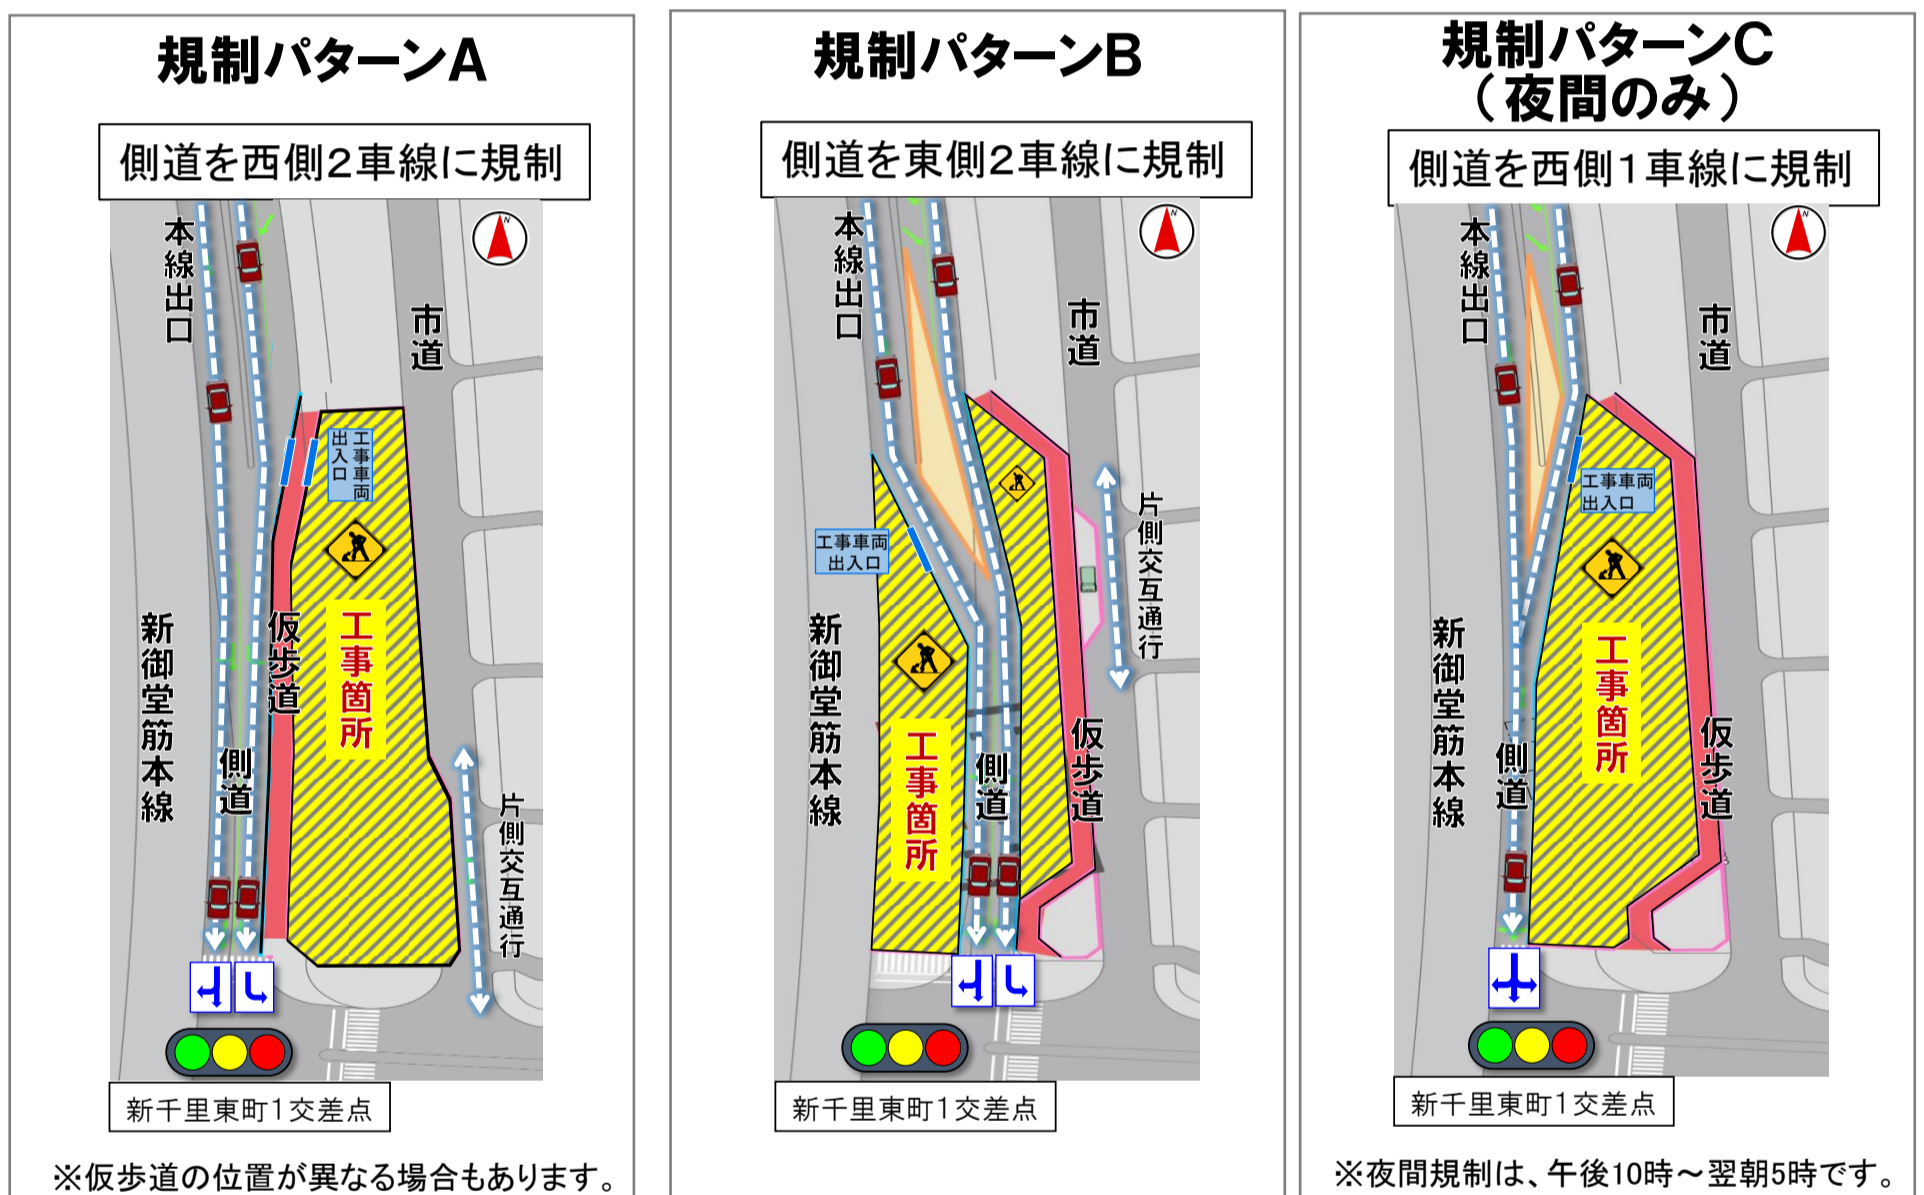 規制パターンA
側道を西側2車線に規制
N
本線出口
市道
工事車両
出入口
仮歩道
工事箇所
新御堂筋本線
側道
片側交互通行
新千里東町1交差点
※仮歩道の位置が異なる場合もあります。
規制パターンB
側道を東側2車線に規制
N
本線出口
市道
片側交互通行
工事車両
出入口
新御堂筋本線
工事箇所
側道
仮歩道
新千里東町1交差点
規制パターンC
(夜間のみ)
側道を西側1車線に規制
N
本線出口
市道
工事車両
出入口
新御堂筋本線
工事箇所
側道
仮歩道
新千里東町1交差点
※夜間規制は、午後10時~翌朝5時です。